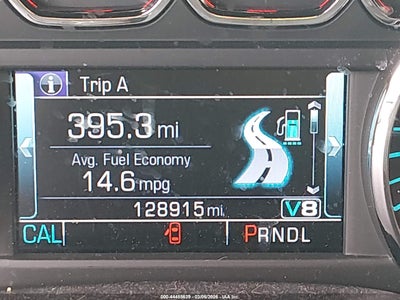 Trip A
395.3 mi
Avg. Fuel Economy
14.6 mpg
128915 mi.
V8
CAL
PRNDL